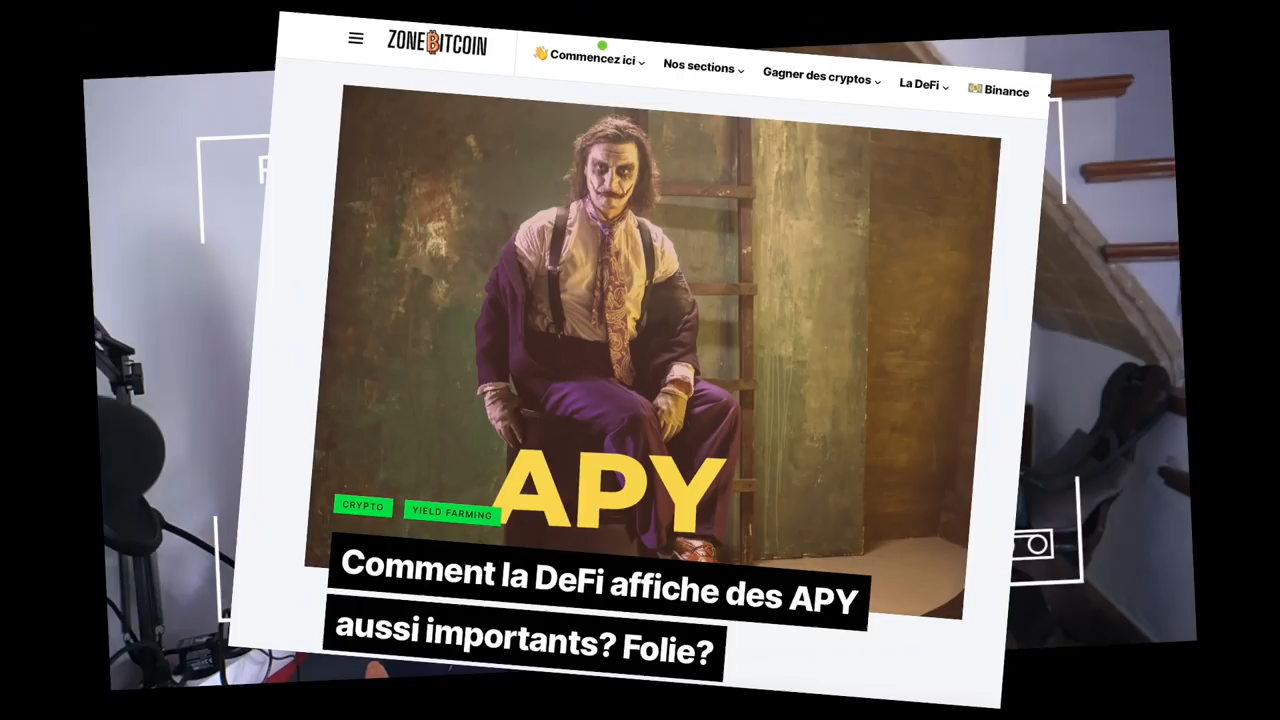 ZONEBITCOIN
👋 Commencez ici
Nos sections
Gagner des cryptos
La DeFi
💵 Binance
APY
CRYPTO
YIELD FARMING
Comment la DeFi affiche des APY
aussi importants? Folie?